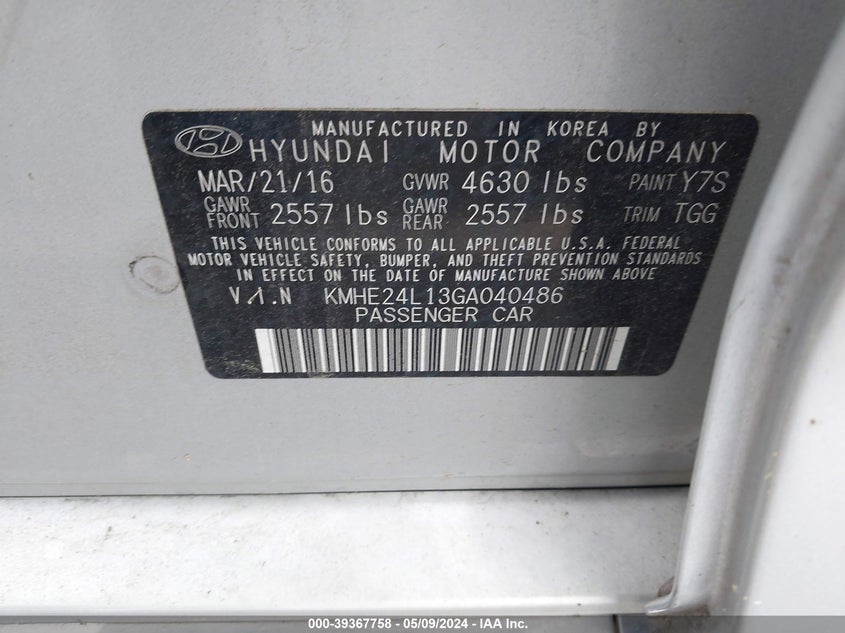 MANUFACTURED IN KOREA BY
HYUNDAI MOTOR COMPANY
MAR/21/16 GVWR 4630 lbs PAINT Y7S
GAWR FRONT 2557 lbs GAWR REAR 2557 lbs TRIM TGG
THIS VEHICLE CONFORMS TO ALL APPLICABLE U.S.A. FEDERAL
MOTOR VEHICLE SAFETY, BUMPER, AND THEFT PREVENTION STANDARDS
IN EFFECT ON THE DATE OF MANUFACTURE SHOWN ABOVE
V.I.N KMHE24L13GA040486
PASSENGER CAR
000-39367758 - 05/09/2024 - IAA Inc.